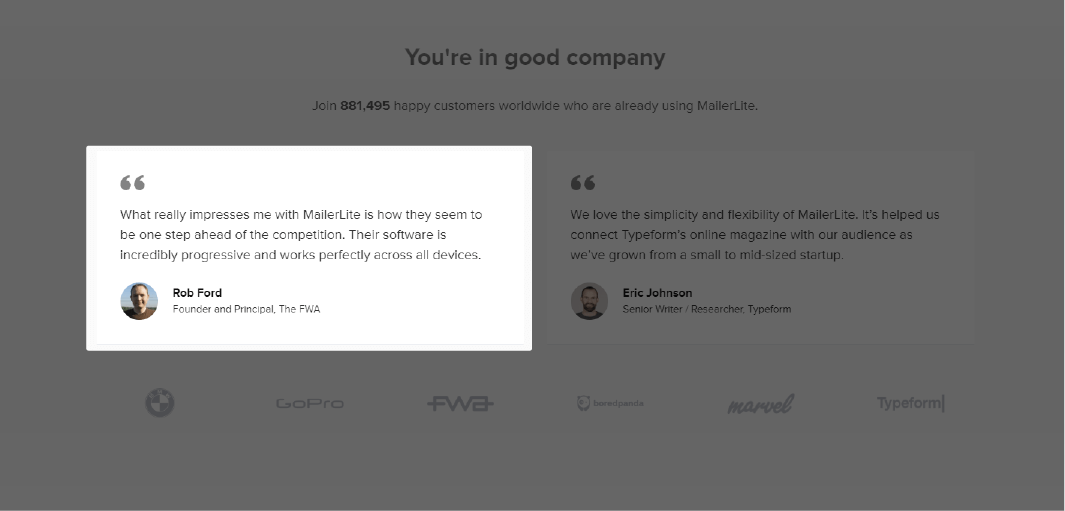 You're in good company
Join 881,495 happy customers worldwide who are already using MailerLite.
What really impresses me with MailerLite is how they seem to
be one step ahead of the competition. Their software is
incredibly progressive and works perfectly across all devices.
Rob Ford
Founder and Principal, The FWA
We love the simplicity and flexibility of MailerLite. It's helped us
connect Typeform's online magazine with our audience as
we've grown from a small to mid-sized startup.
Eric Johnson
Senior Writer / Researcher, Typeform
GoPro
FWA
boredpanda
marvel
Typeform